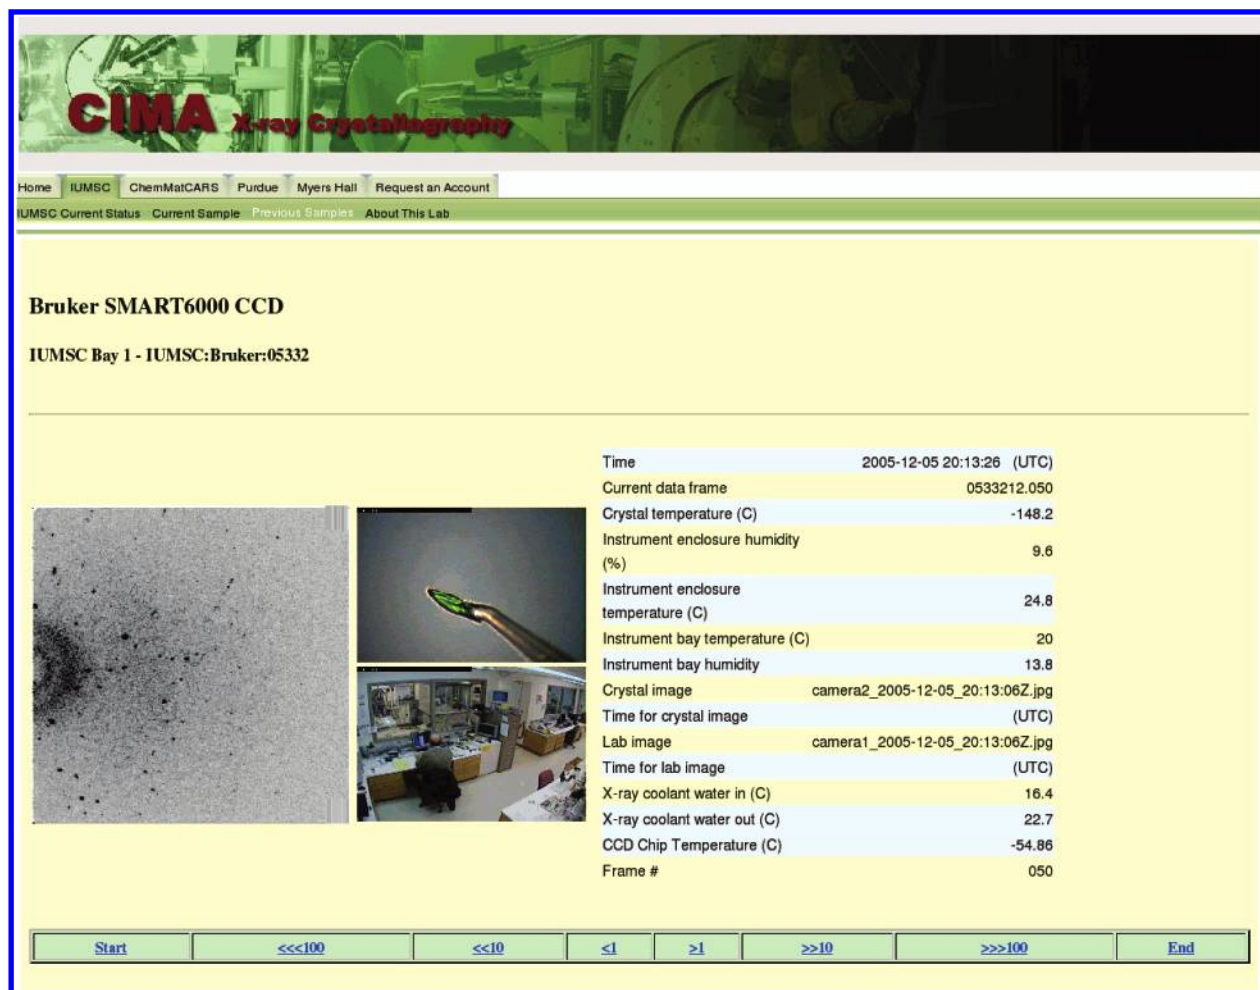 CIMA X-ray Crystallography
Home IUMSC ChemMatCARS Purdue Myers Hall Request an Account
IUMSC Current Status Current Sample Previous Samples About This Lab
Bruker SMART6000 CCD
IUMSC Bay 1 - IUMSC:Bruker:05332
Time 2005-12-05 20:13:26 (UTC)
Current data frame 0533212.050
Crystal temperature (C) -148.2
Instrument enclosure humidity
(%) 9.6
Instrument enclosure
temperature (C) 24.8
Instrument bay temperature (C) 20
Instrument bay humidity 13.8
Crystal image camera2_2005-12-05_20:13:06Z.jpg
Time for crystal image (UTC)
Lab image camera1_2005-12-05_20:13:06Z.jpg
Time for lab image (UTC)
X-ray coolant water in (C) 16.4
X-ray coolant water out (C) 22.7
CCD Chip Temperature (C) -54.86
Frame # 050
Start <<<100 <<10 <1 >1 >>10 >>>100 End